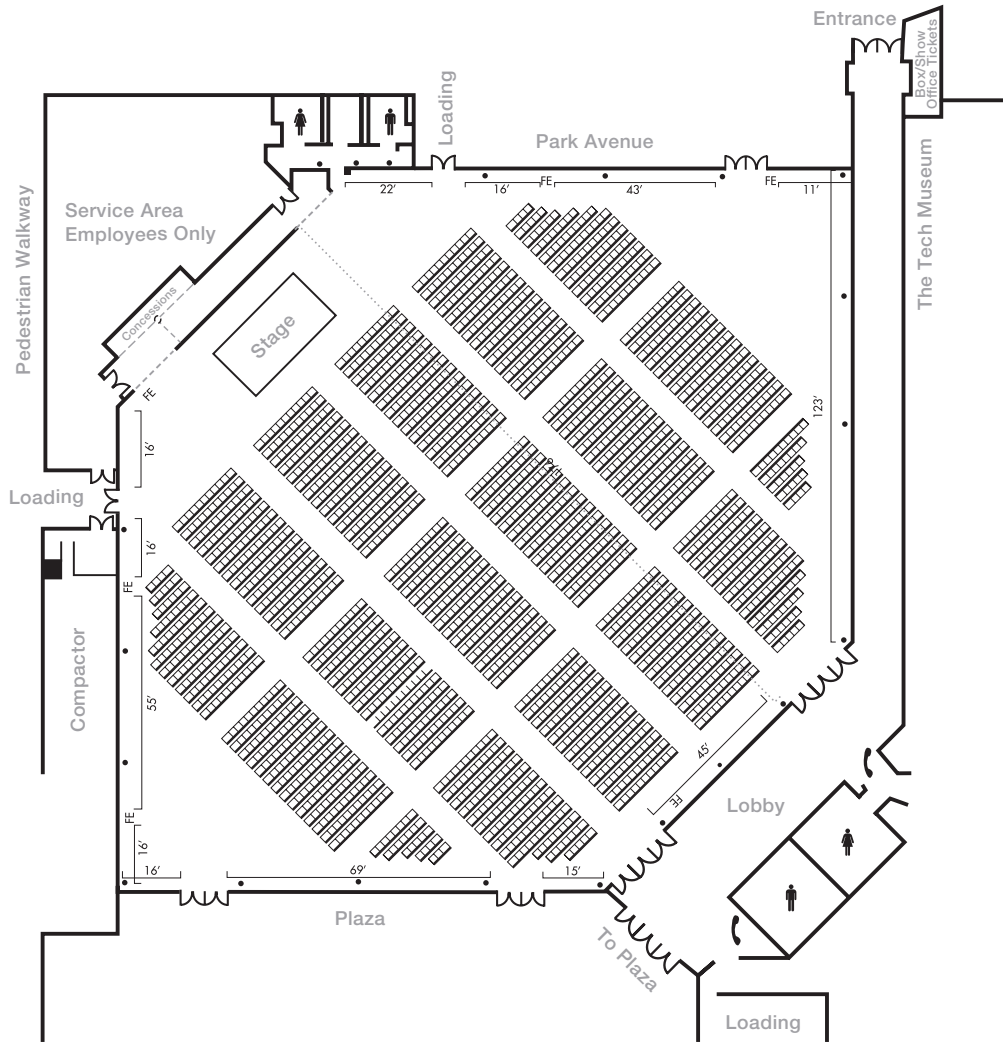 Entrance
Box/Show
Office Tickets
Loading
Park Avenue
22'
16'
FE
43'
FE
11'
Pedestrian Walkway
Service Area
Employees Only
The Tech Museum
Concessions
Stage
FE
123'
16'
Loading
16'
FE
Compactor
55'
45'
FE
Lobby
FE
16'
16'
69'
15'
Plaza
To Plaza
Loading